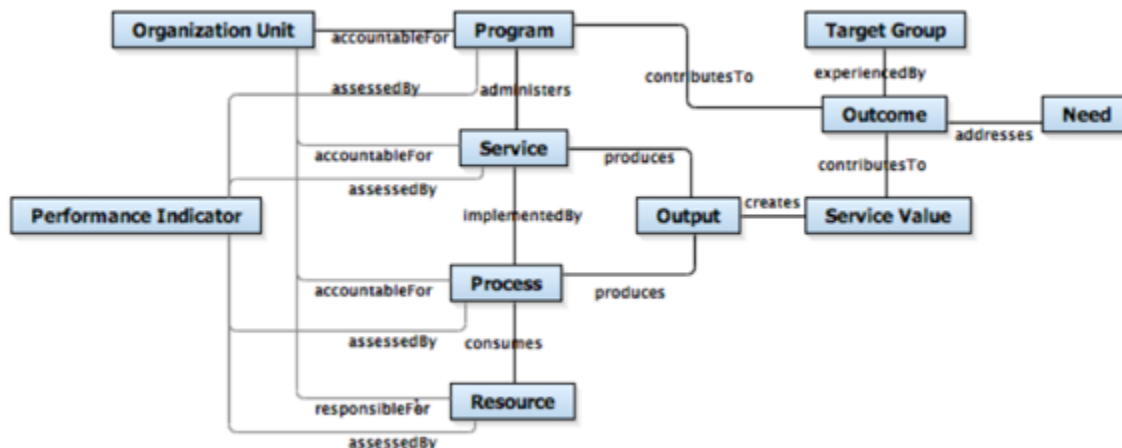 Organization Unit
accountableFor
Program
Target Group
assessedBy
administers
contributesTo
experiencedBy
Outcome
addresses
Need
accountableFor
Service
produces
contributesTo
assessedBy
Performance Indicator
implementedBy
Output
creates
Service Value
accountableFor
Process
produces
assessedBy
consumes
responsibleFor
Resource
assessedBy